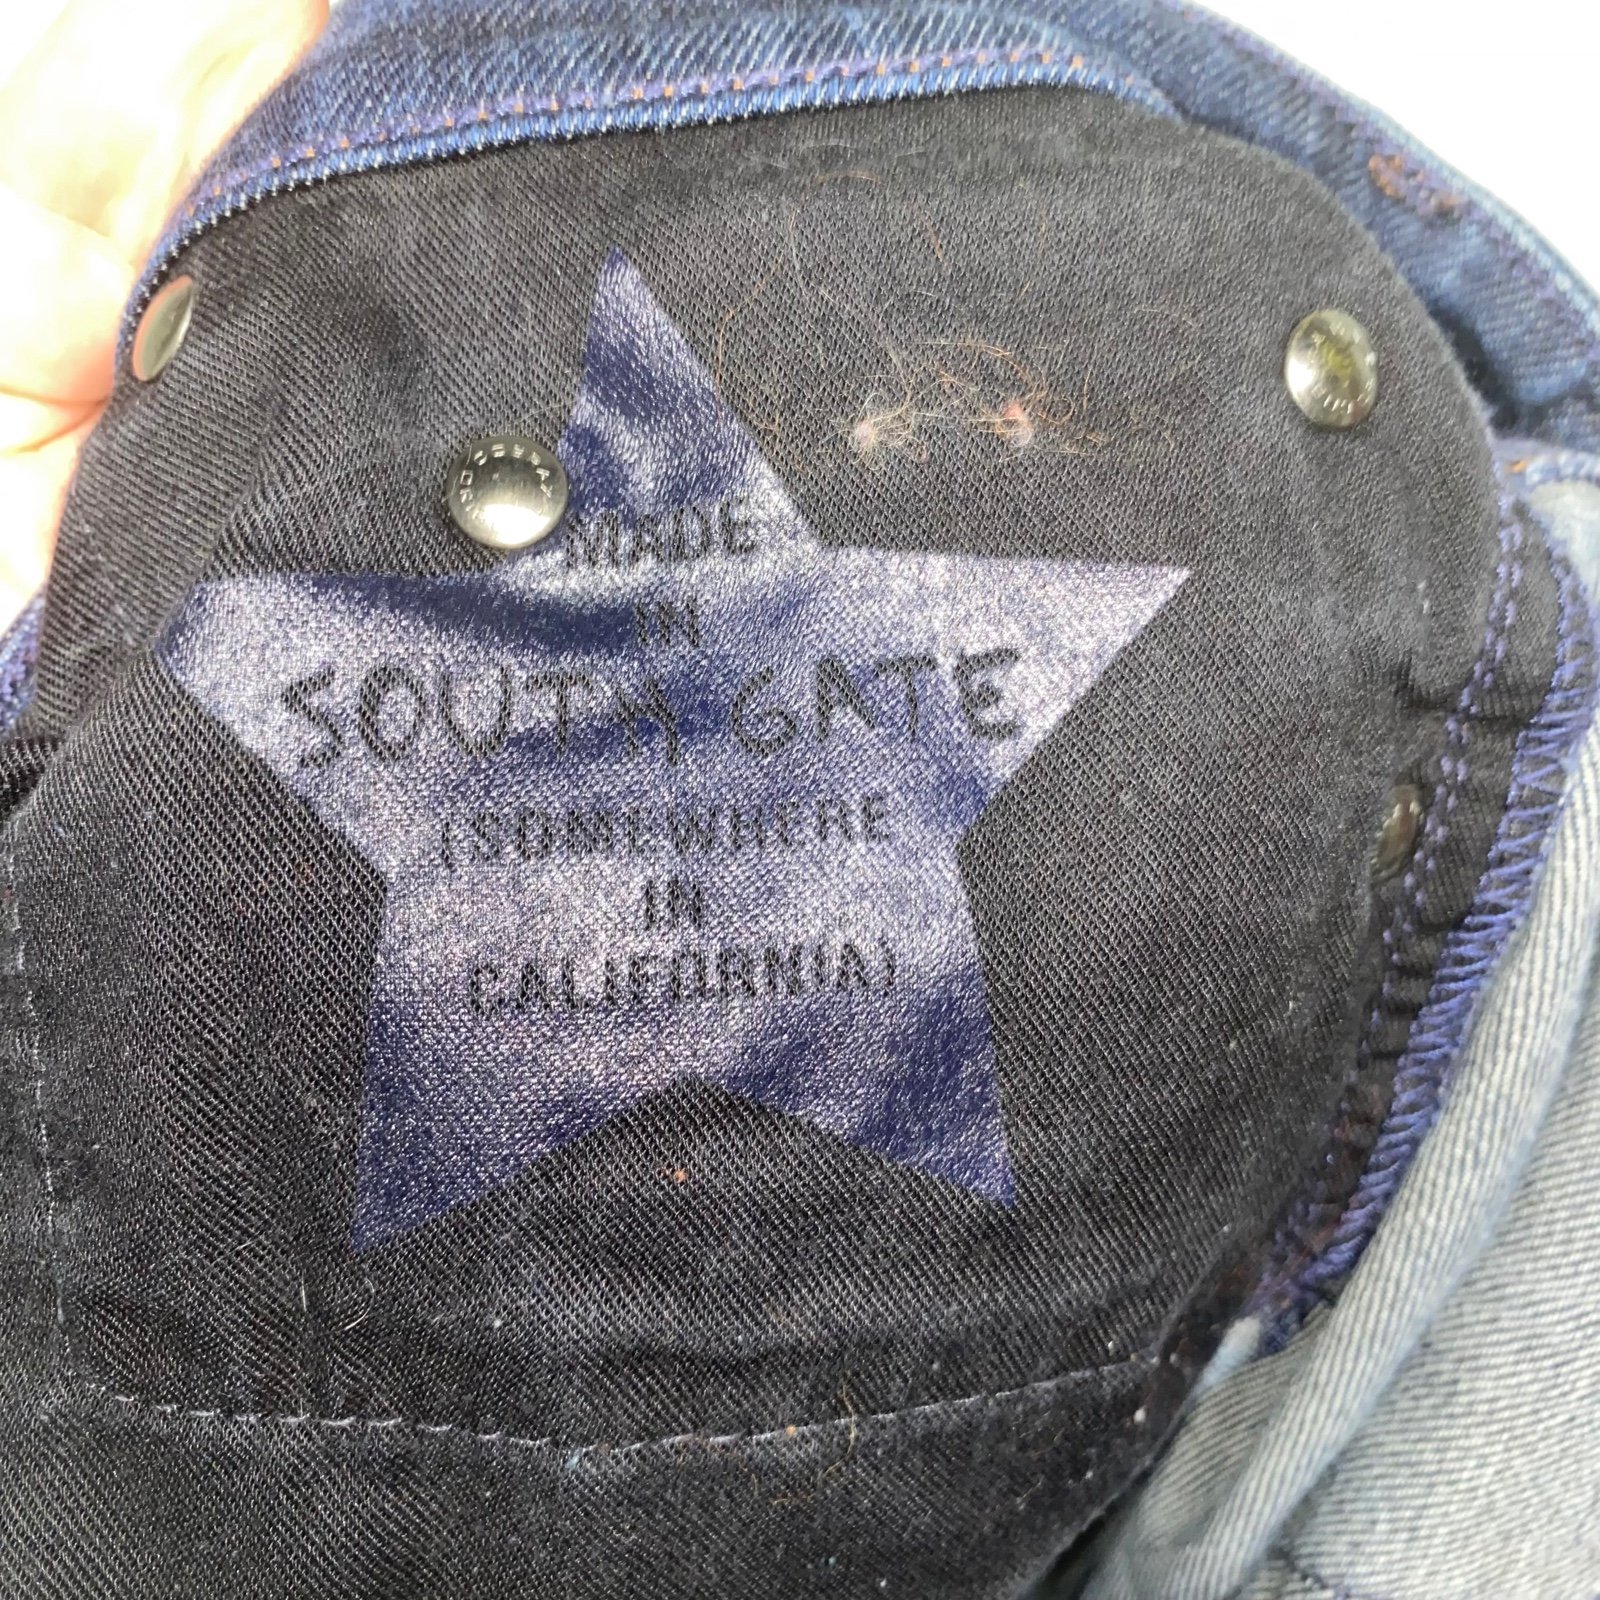 MADE
IN
SOUTH GATE
(SOMEWHERE
IN
CALIFORNIA)